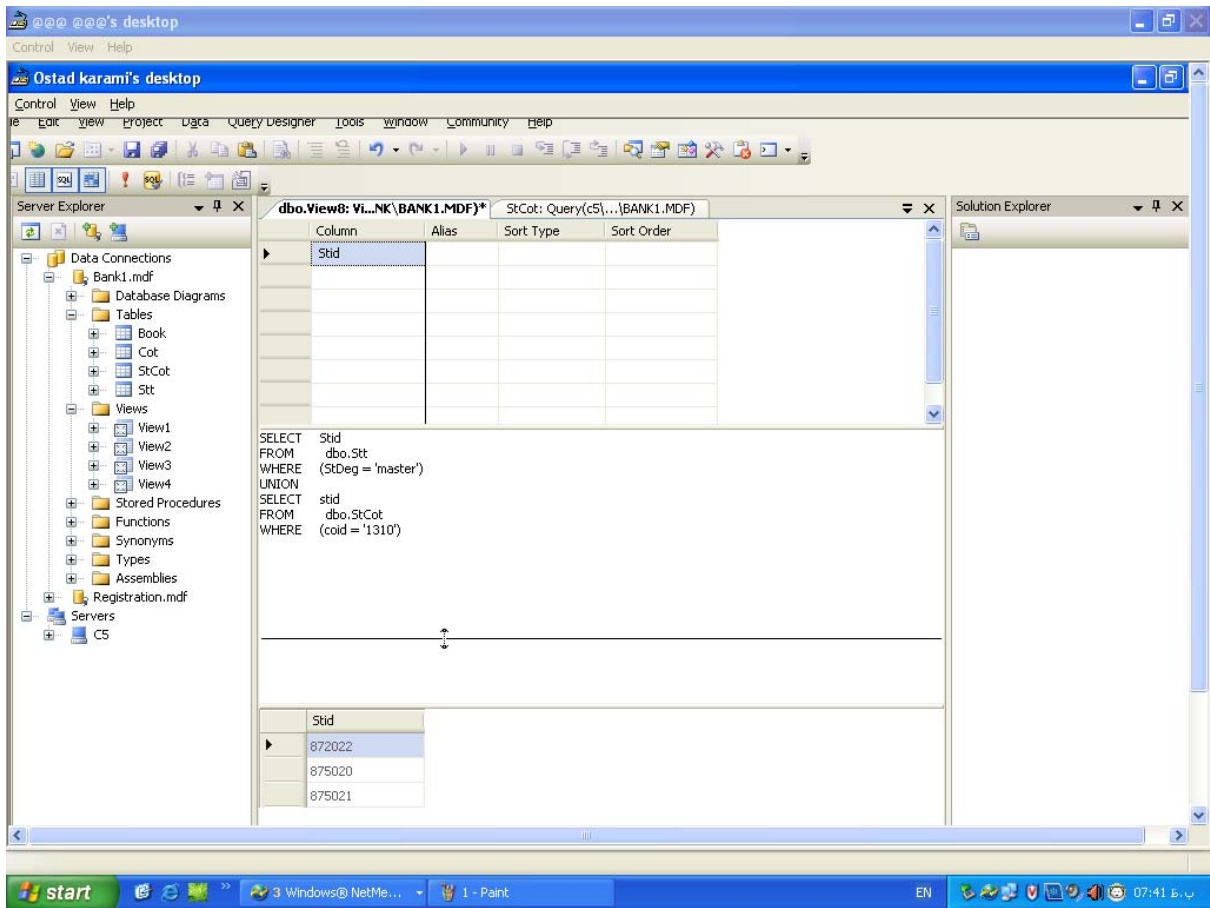 @@@ @@@'s desktop
Control View Help
Ostad karami's desktop
Control View Help
Edit View Project Data Query Designer Tools Window Community Help
SQL
SQL
Server Explorer
Data Connections
Bank1.mdf
Database Diagrams
Tables
Book
Cot
StCot
Stt
Views
View1
View2
View3
View4
Stored Procedures
Functions
Synonyms
Types
Assemblies
Registration.mdf
Servers
C5
dbo.View8: Vi...NK\BANK1.MDF)* StCot: Query(c5\...\BANK1.MDF)
Column Alias Sort Type Sort Order
Stid
SELECT Stid
FROM dbo.Stt
WHERE (StDeg = 'master')
UNION
SELECT stid
FROM dbo.StCot
WHERE (coid = '1310')
Stid
872022
875020
875021
Solution Explorer
start 3 Windows® NetMe... 1 - Paint EN 07:41 ب.ظ